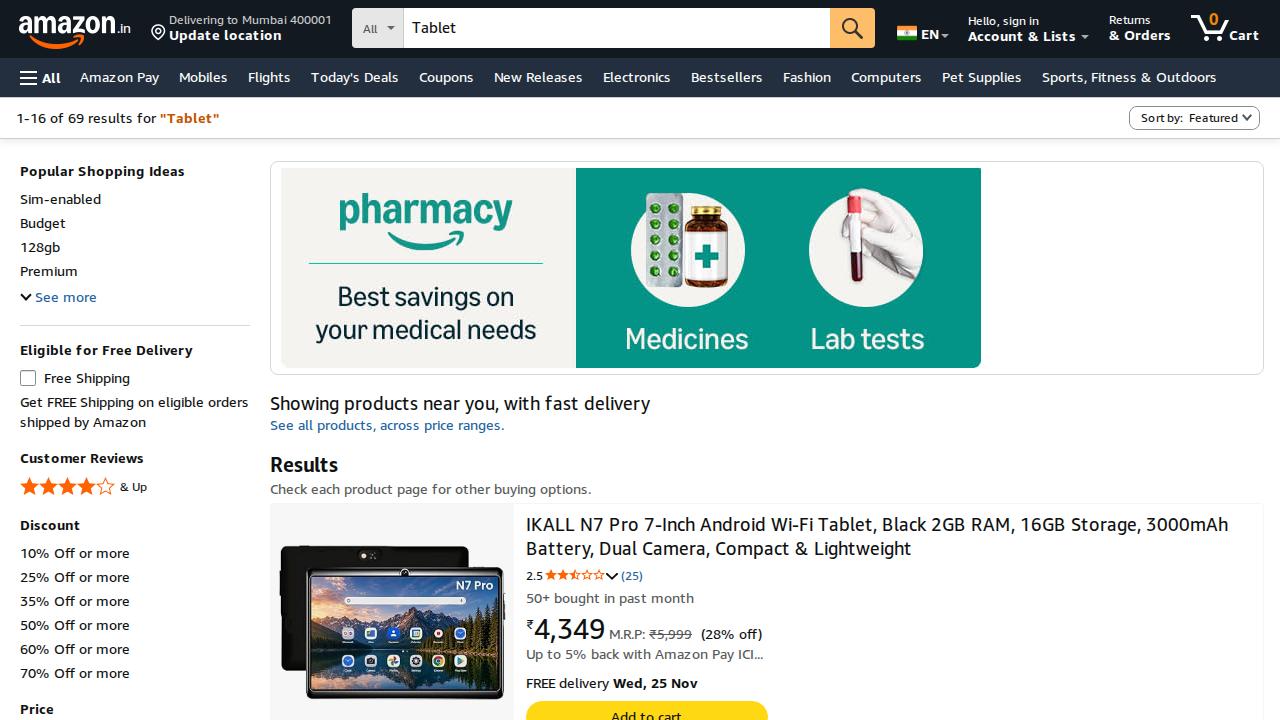 amazon.in
Delivering to Mumbai 400001
Update location
All
Tablet
EN
Hello, sign in
Account & Lists
Returns
& Orders
0
Cart
All
Amazon Pay
Mobiles
Flights
Today's Deals
Coupons
New Releases
Electronics
Bestsellers
Fashion
Computers
Pet Supplies
Sports, Fitness & Outdoors
1-16 of 69 results for "Tablet"
Sort by: Featured
Popular Shopping Ideas
Sim-enabled
Budget
128gb
Premium
See more
Eligible for Free Delivery
Free Shipping
Get FREE Shipping on eligible orders
shipped by Amazon
Customer Reviews
& Up
Discount
10% Off or more
25% Off or more
35% Off or more
50% Off or more
60% Off or more
70% Off or more
Price
pharmacy
Best savings on
your medical needs
Medicines
Lab tests
Showing products near you, with fast delivery
See all products, across price ranges.
Results
Check each product page for other buying options.
N7 Pro
IKALL N7 Pro 7-Inch Android Wi-Fi Tablet, Black 2GB RAM, 16GB Storage, 3000mAh
Battery, Dual Camera, Compact & Lightweight
2.5 (25)
50+ bought in past month
₹4,349 M.R.P: ₹5,999 (28% off)
Up to 5% back with Amazon Pay ICI...
FREE delivery Wed, 25 Nov
Add to cart